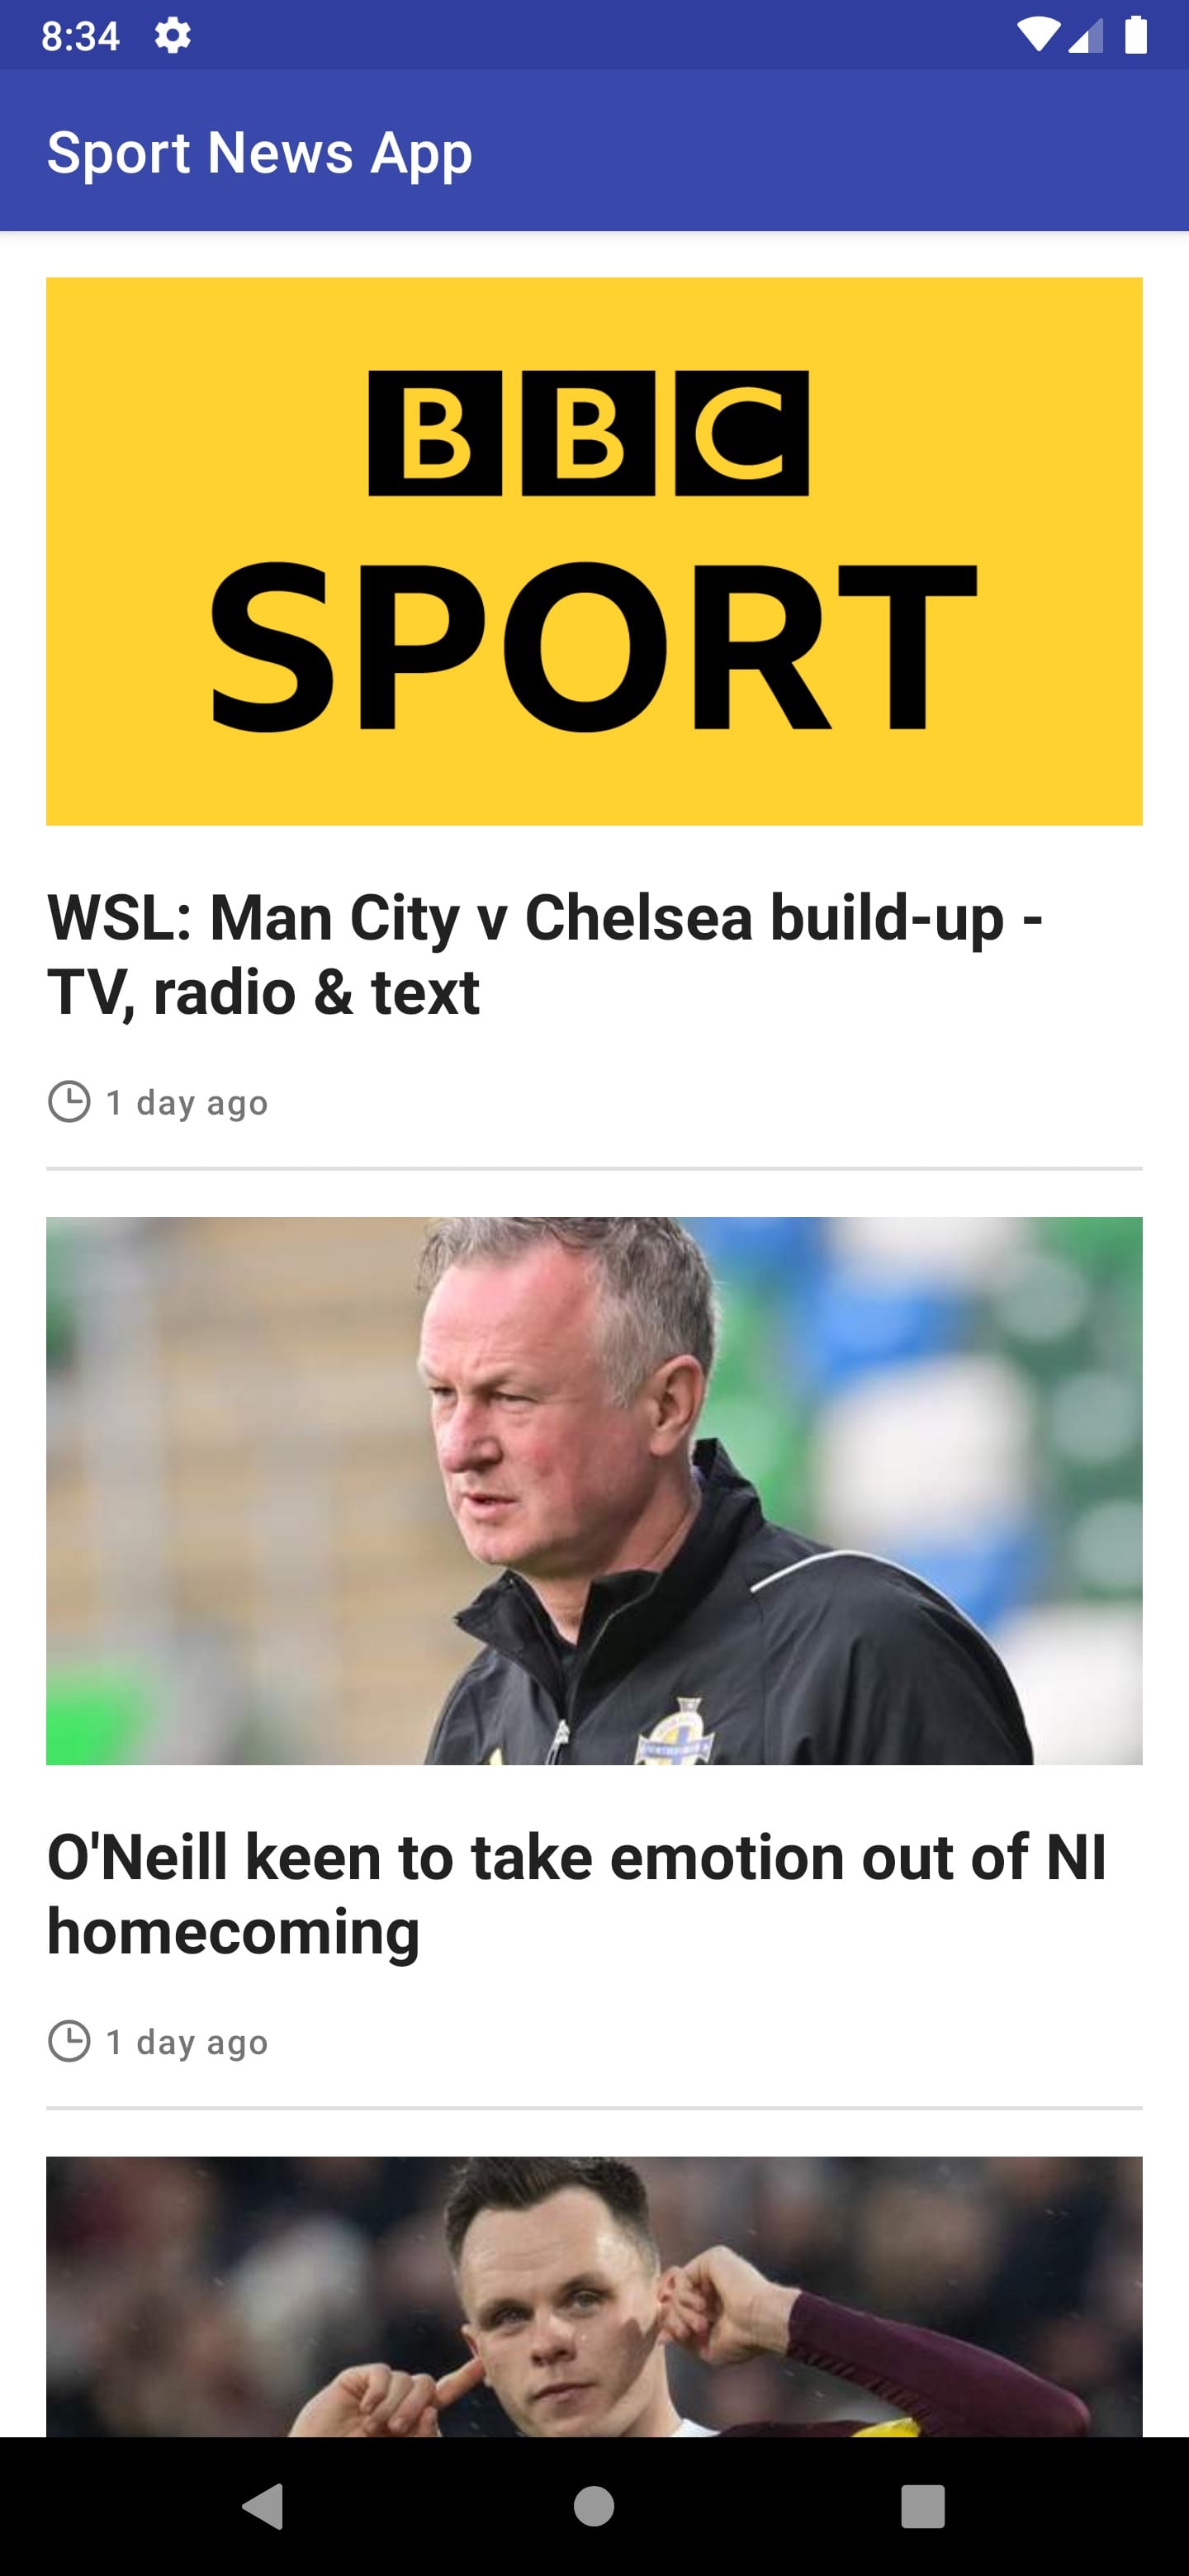 8:34
Sport News App
BBC
SPORT
WSL: Man City v Chelsea build-up -
TV, radio & text
1 day ago
O'Neill keen to take emotion out of NI
homecoming
1 day ago